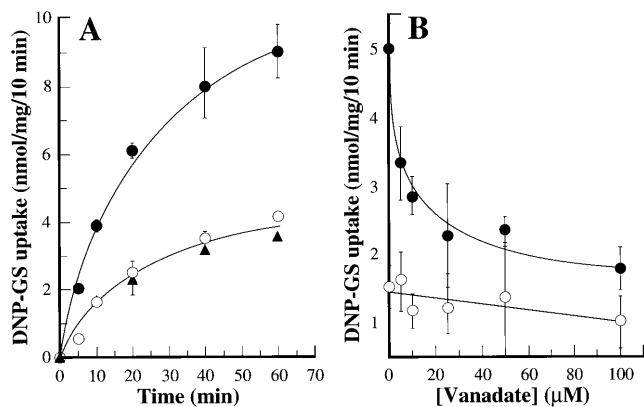 A
B
DNP-GS uptake (nmol/mg/10 min)
10
8
6
4
2
0
0 10 20 30 40 50 60 70
Time (min)
DNP-GS uptake (nmol/mg/10 min)
5
4
3
2
1
0 20 40 60 80 100
[Vanadate] (µM)